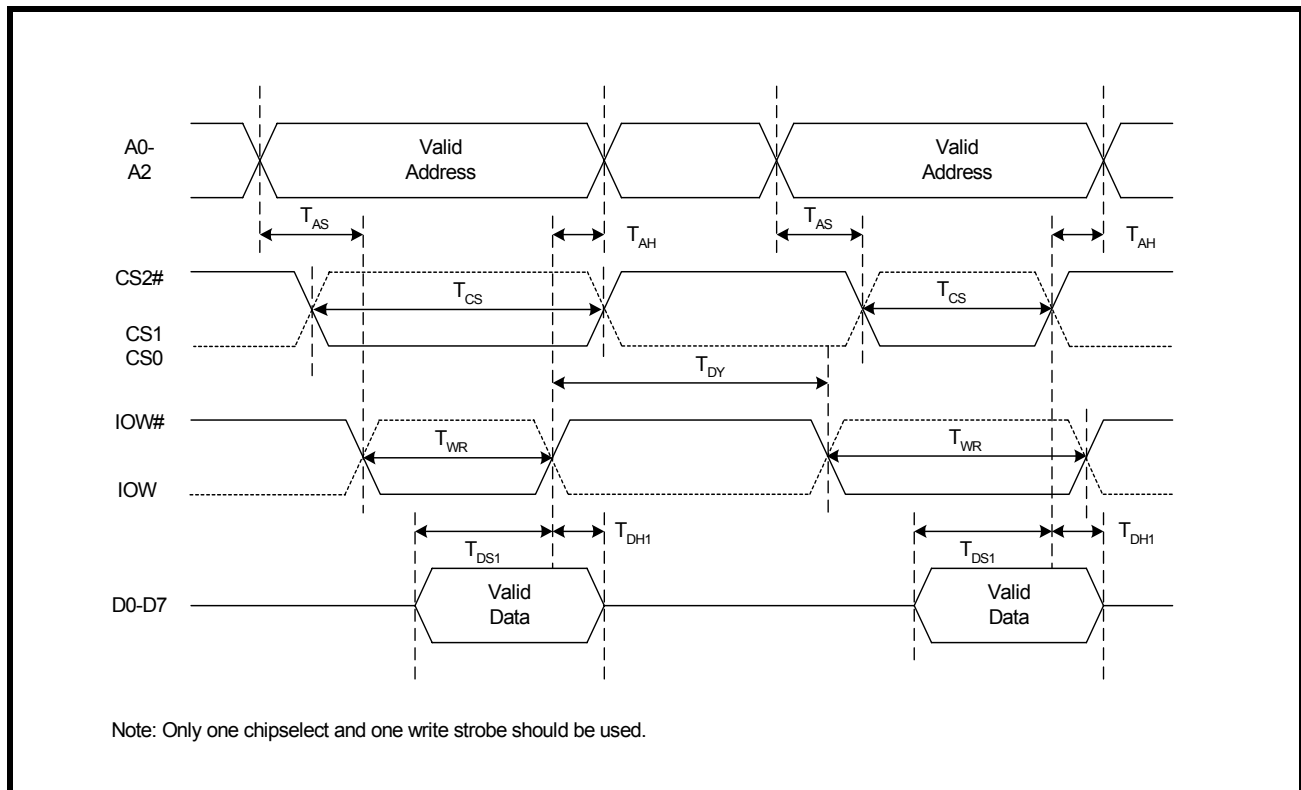 A0-
A2
Valid
Address
Valid
Address
TAS
TAH
TAS
TAH
CS2#
CS1
CS0
TCS
TCS
TDY
IOW#
IOW
TWR
TWR
TDS1
TDH1
TDS1
TDH1
D0-D7
Valid
Data
Valid
Data
Note: Only one chipselect and one write strobe should be used.